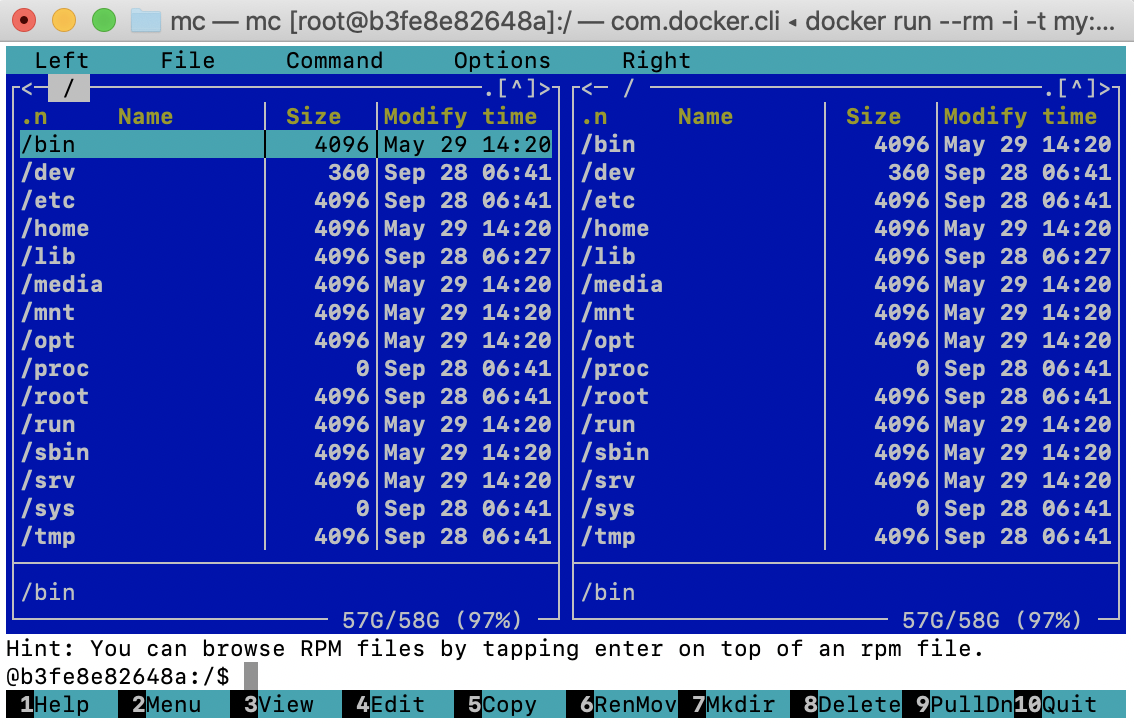 mc — mc [root@b3fe8e82648a]:/ — com.docker.cli ◂ docker run --rm -i -t my:...
Left File Command Options Right
<— / —.[^]> <— / —.[^]>
.n Name Size Modify time .n Name Size Modify time
/bin 4096 May 29 14:20 /bin 4096 May 29 14:20
/dev 360 Sep 28 06:41 /dev 360 Sep 28 06:41
/etc 4096 Sep 28 06:41 /etc 4096 Sep 28 06:41
/home 4096 May 29 14:20 /home 4096 May 29 14:20
/lib 4096 Sep 28 06:27 /lib 4096 Sep 28 06:27
/media 4096 May 29 14:20 /media 4096 May 29 14:20
/mnt 4096 May 29 14:20 /mnt 4096 May 29 14:20
/opt 4096 May 29 14:20 /opt 4096 May 29 14:20
/proc 0 Sep 28 06:41 /proc 0 Sep 28 06:41
/root 4096 Sep 28 06:41 /root 4096 Sep 28 06:41
/run 4096 May 29 14:20 /run 4096 May 29 14:20
/sbin 4096 May 29 14:20 /sbin 4096 May 29 14:20
/srv 4096 May 29 14:20 /srv 4096 May 29 14:20
/sys 0 Sep 28 06:41 /sys 0 Sep 28 06:41
/tmp 4096 Sep 28 06:41 /tmp 4096 Sep 28 06:41
/bin /bin
57G/58G (97%) 57G/58G (97%)
Hint: You can browse RPM files by tapping enter on top of an rpm file.
@b3fe8e82648a:/$
1Help 2Menu 3View 4Edit 5Copy 6RenMov 7Mkdir 8Delete 9PullDn 10Quit